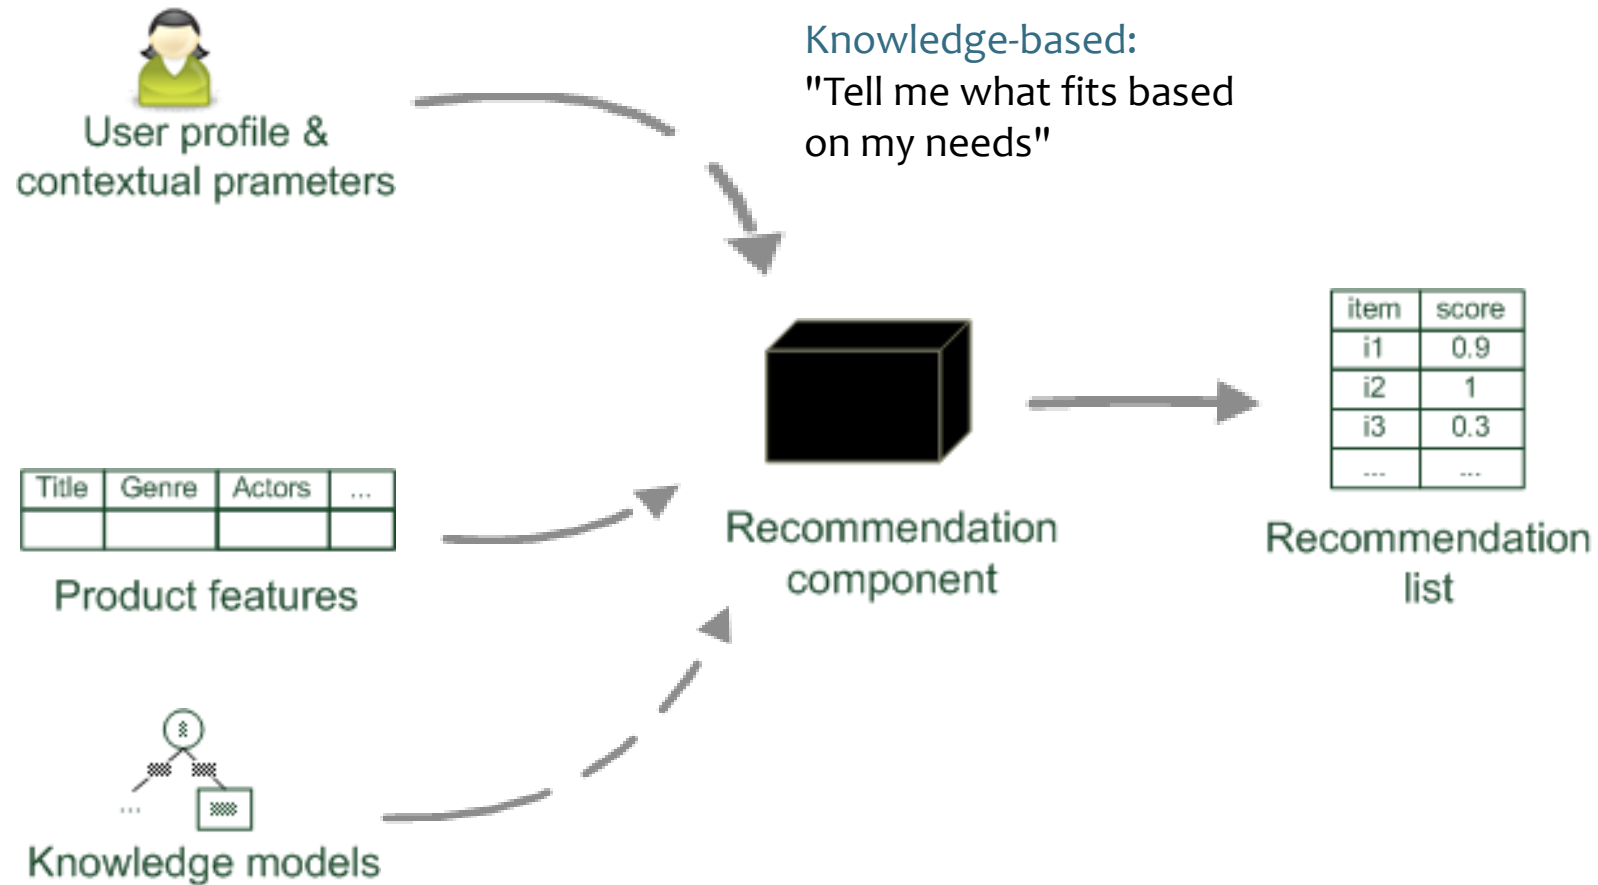 Knowledge-based:
"Tell me what fits based
on my needs"
User profile &
contextual prameters
Title Genre Actors ...
Product features
Knowledge models
...
Recommendation
component
item score
i1 0.9
i2 1
i3 0.3
... ...
Recommendation
list